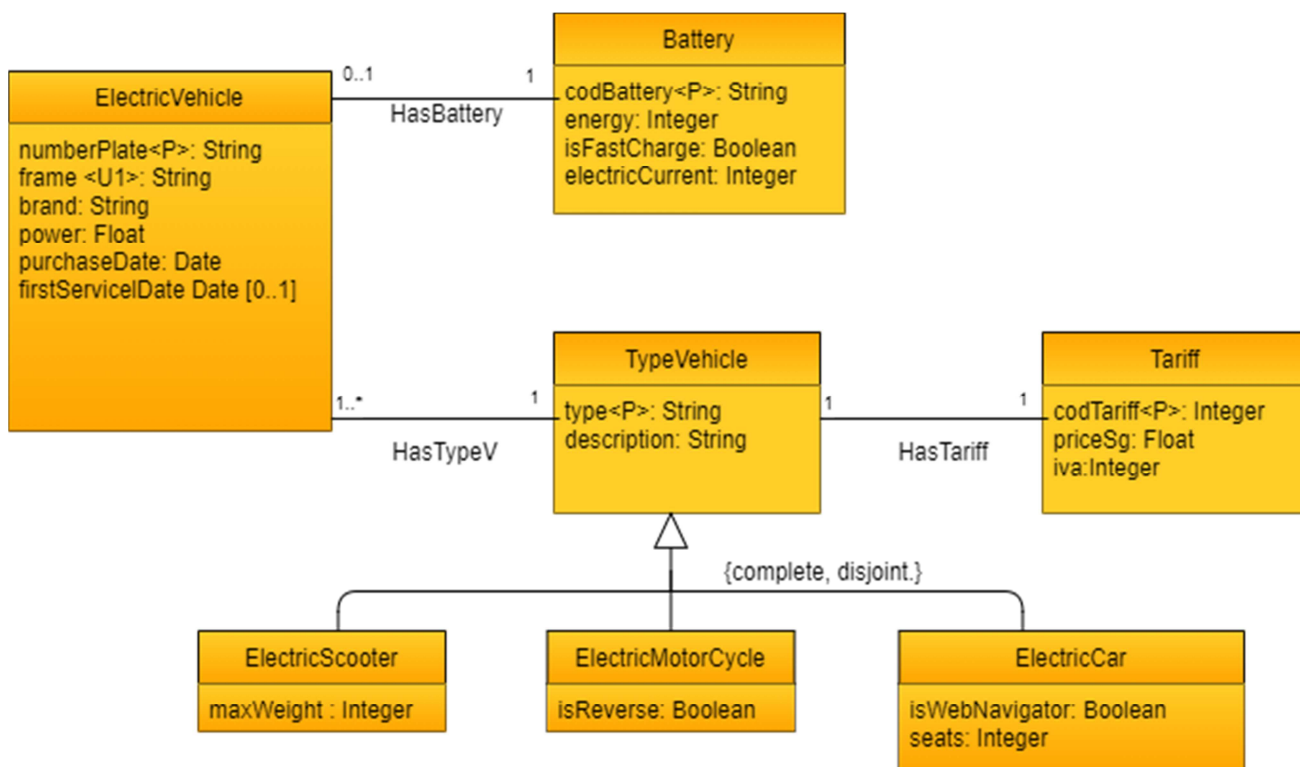 Battery
codBattery<P>: String
energy: Integer
isFastCharge: Boolean
electricCurrent: Integer
ElectricVehicle
numberPlate<P>: String
frame <U1>: String
brand: String
power: Float
purchaseDate: Date
firstServicelDate Date [0..1]
0..1
1
HasBattery
1..*
1
HasTypeV
TypeVehicle
type<P>: String
description: String
1
1
HasTariff
Tariff
codTariff<P>: Integer
priceSg: Float
iva:Integer
{complete, disjoint.}
ElectricScooter
maxWeight : Integer
ElectricMotorCycle
isReverse: Boolean
ElectricCar
isWebNavigator: Boolean
seats: Integer